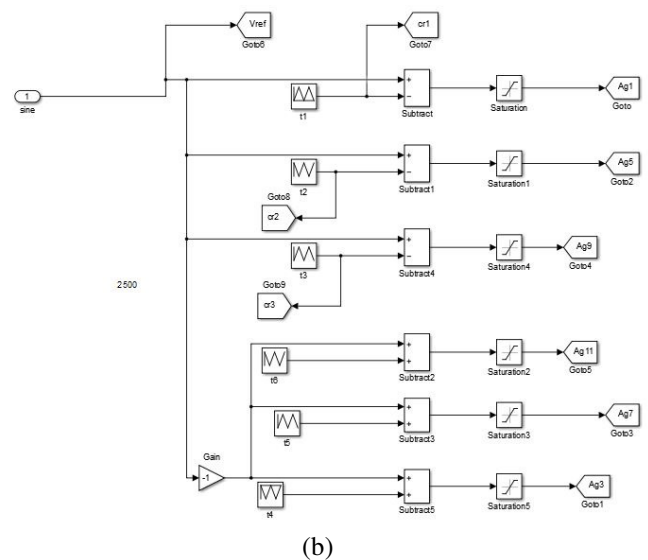 Vref
Goto6
cr1
Goto7
1
sine
t1
+
−
Subtract
Saturation
Ag1
Goto
t2
+
−
Subtract1
Saturation1
Ag5
Goto2
Goto8
cr2
t3
+
−
Subtract4
Saturation4
Ag9
Goto4
Goto9
cr3
2500
t6
+
+
Subtract2
Saturation2
Ag11
Goto5
t5
+
+
Subtract3
Saturation3
Ag7
Goto3
Gain
-1
t4
+
+
Subtract5
Saturation5
Ag3
Goto1
(b)